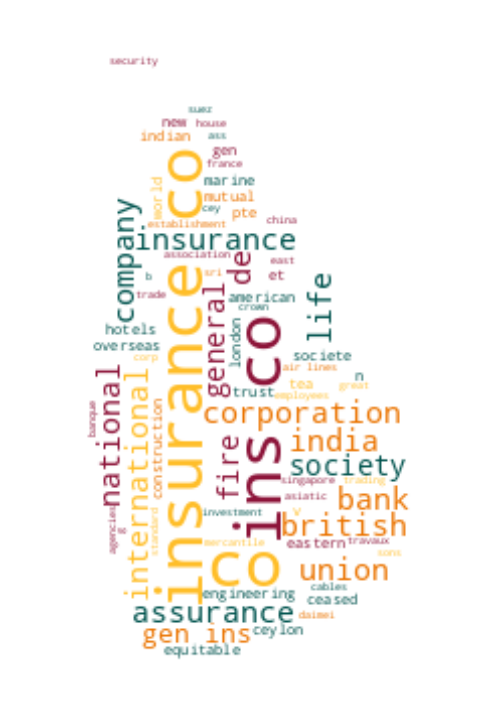 security
suez
new house
indian ass
gen
france
world marine
mutual
cey pte
establishment china
company insurance
co
association east
sri de et
b trade american
crown
hotels general london life
overseas societe
corp air lines n
national trust tea great
employees
banque international construction corporation
insurance co
ins co
fire india
society
singapore trading
asiatic bank
agencies g standard investment w british
mercantile eastern travaux
sons
co union
engineering cables
ceased
assurance daimei
gen ins ceylon
equitable